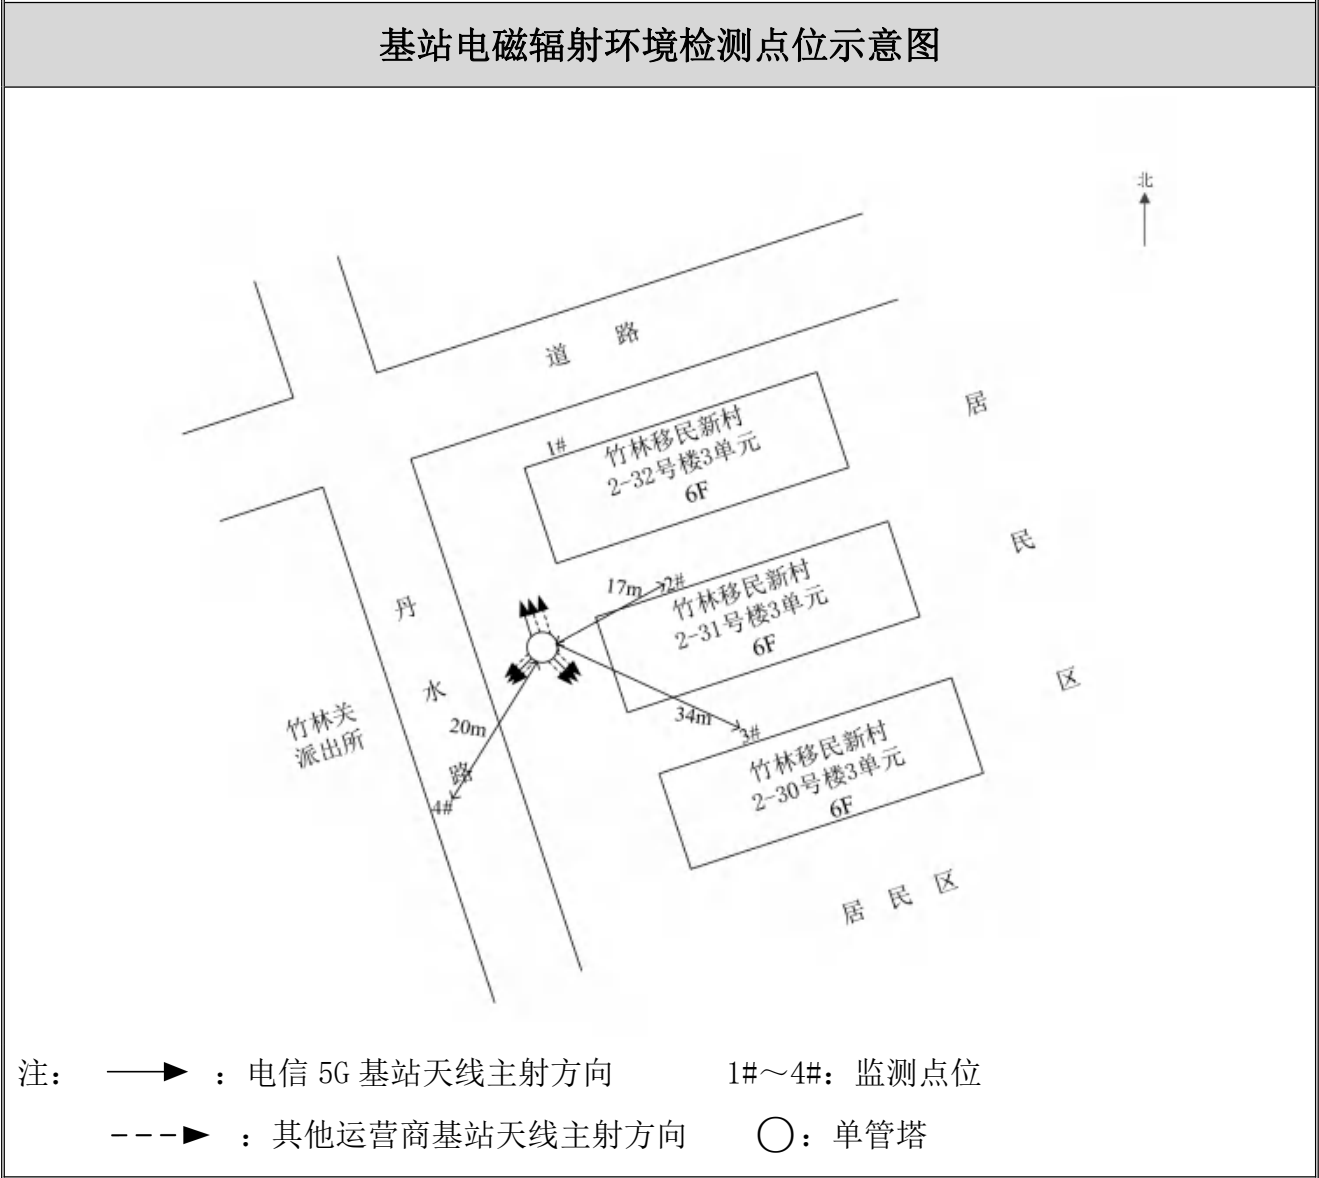 基站电磁辐射环境检测点位示意图
北
道路
1#
竹林移民新村
2-32号楼3单元
6F
居民区
17m
2#
竹林移民新村
2-31号楼3单元
6F
丹水路
竹林关
派出所
20m
34m
3#
竹林移民新村
2-30号楼3单元
6F
4#
居民区
注： ：电信 5G 基站天线主射方向 1#～4#：监测点位
：其他运营商基站天线主射方向 ：单管塔